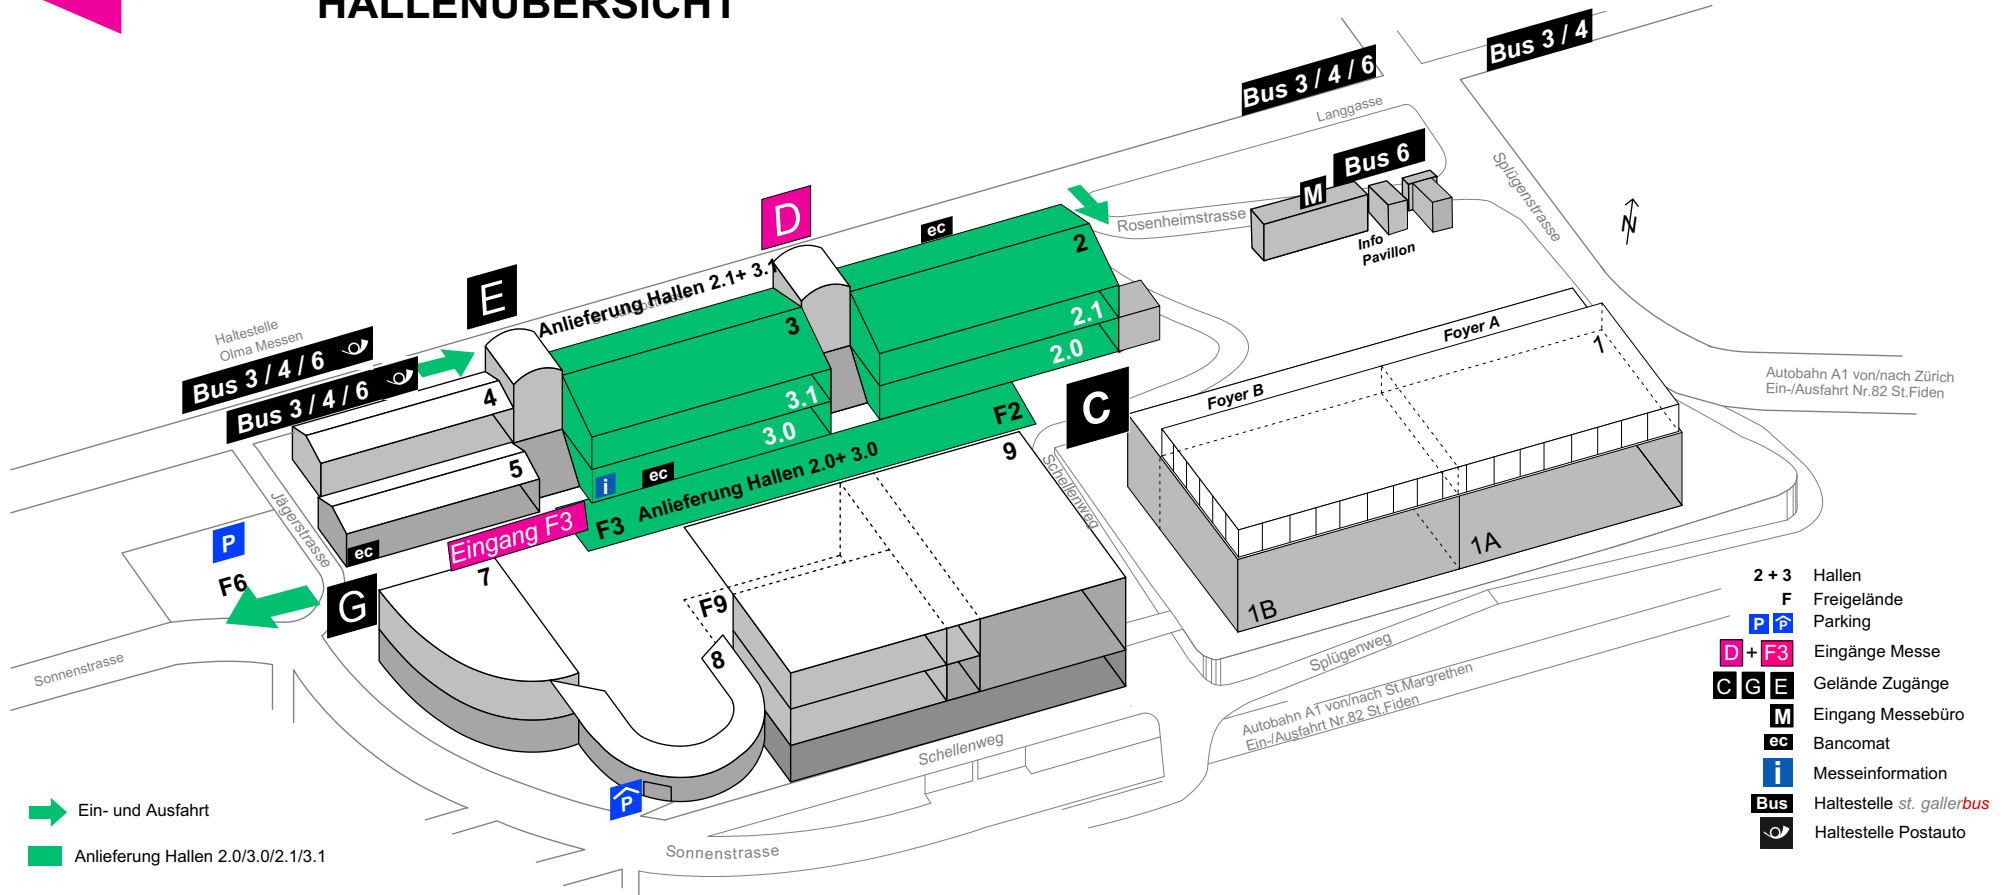 HALLENÜBERSICHT
Bus 3 / 4
Bus 3 / 4 / 6
Langgasse
Bus 6
M
Splügenstrasse
Rosenheimstrasse
Info
Pavillon
N
D
ec
2
E
Anlieferung Hallen 2.1+ 3.1
3
2.1
2.0
Haltestelle
Olma Messen
Bus 3 / 4 / 6
Bus 3 / 4 / 6
4
3.1
3.0
F2
C
Foyer A
1
Foyer B
Autobahn A1 von/nach Zürich
Ein-/Ausfahrt Nr.82 St.Fiden
5
i
ec
Anlieferung Hallen 2.0+ 3.0
9
Schellenweg
F3
Eingang F3
Jägerstrasse
ec
P
F6
G
7
F9
8
1A
1B
Splügenweg
Sonnenstrasse
Autobahn A1 von/nach St.Margrethen
Ein-/Ausfahrt Nr.82 St.Fiden
Schellenweg
P
Sonnenstrasse
Ein- und Ausfahrt
Anlieferung Hallen 2.0/3.0/2.1/3.1
2 + 3 Hallen
F Freigelände
P P Parking
D + F3 Eingänge Messe
C G E Gelände Zugänge
M Eingang Messebüro
ec Bancomat
i Messeinformation
Bus Haltestelle st. gallerbus
Haltestelle Postauto